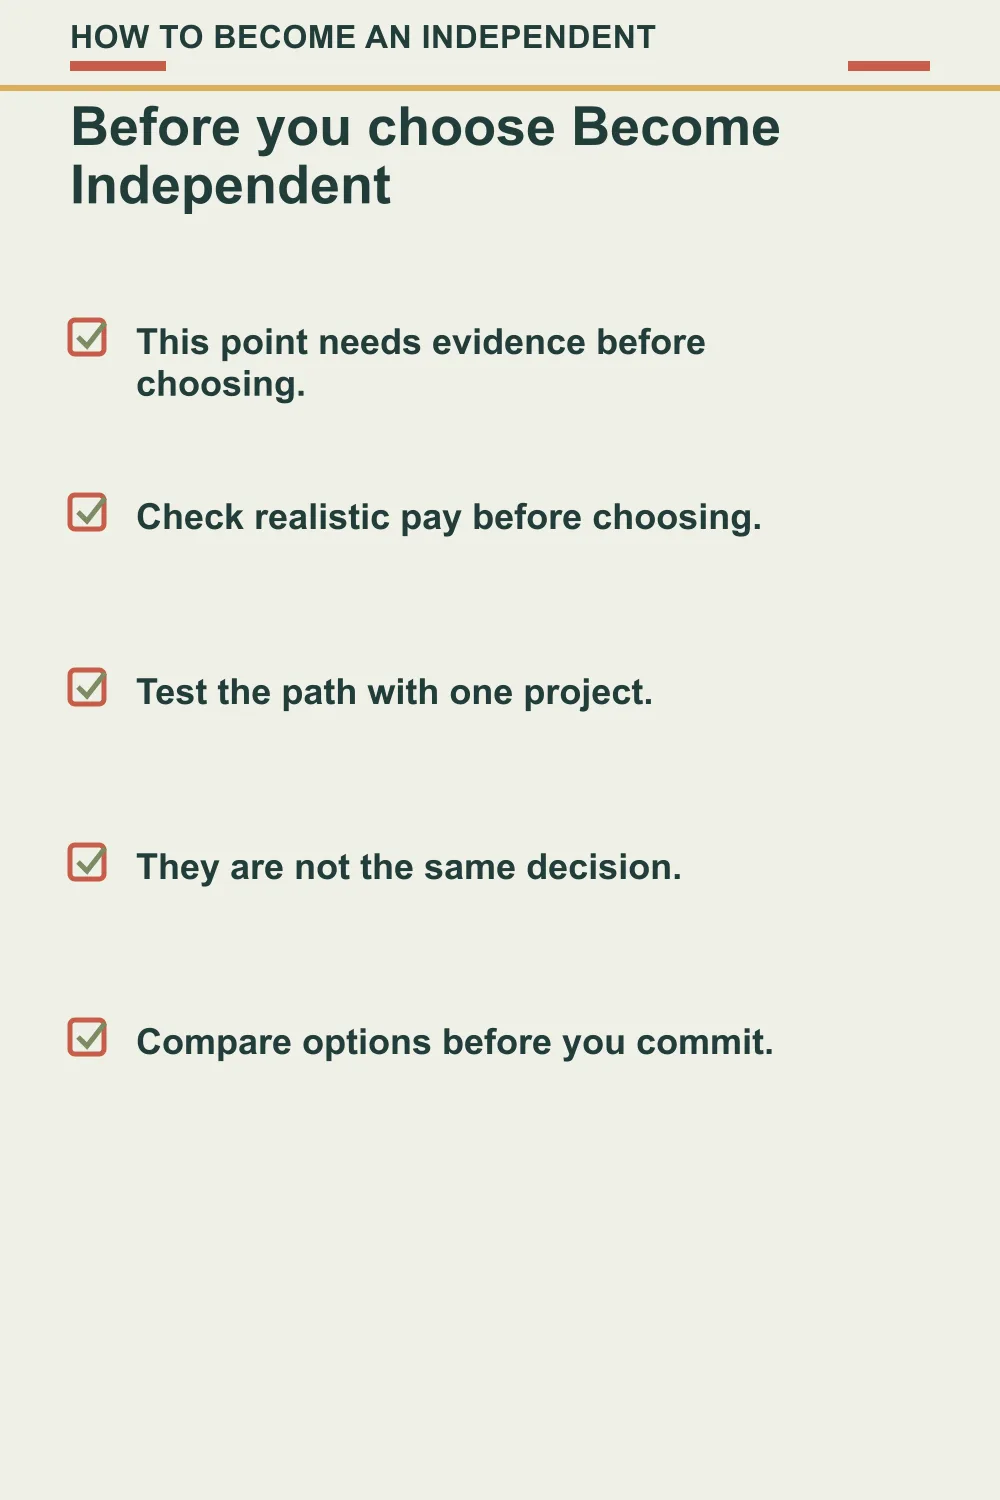 HOW TO BECOME AN INDEPENDENT
Before you choose Become
Independent
This point needs evidence before
choosing.
Check realistic pay before choosing.
Test the path with one project.
They are not the same decision.
Compare options before you commit.